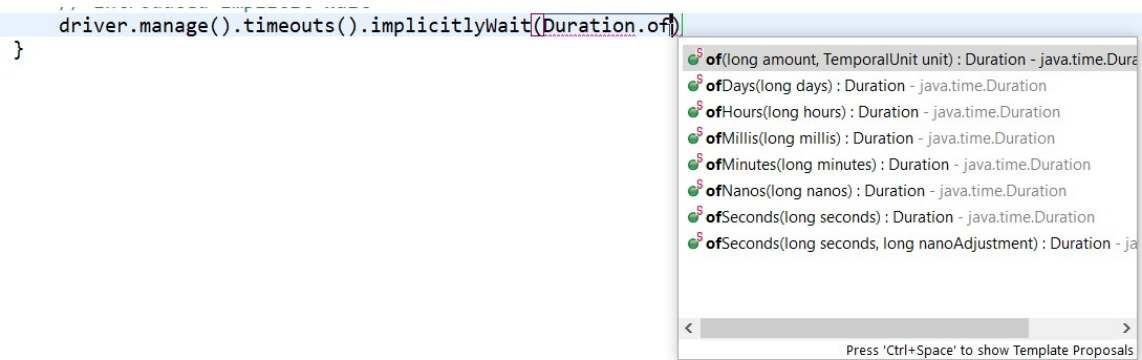 driver.manage().timeouts().implicitlyWait(Duration.of)
}
of(long amount, TemporalUnit unit) : Duration - java.time.Dura
ofDays(long days) : Duration - java.time.Duration
ofHours(long hours) : Duration - java.time.Duration
ofMillis(long millis) : Duration - java.time.Duration
ofMinutes(long minutes) : Duration - java.time.Duration
ofNanos(long nanos) : Duration - java.time.Duration
ofSeconds(long seconds) : Duration - java.time.Duration
ofSeconds(long seconds, long nanoAdjustment) : Duration - ja
Press 'Ctrl+Space' to show Template Proposals